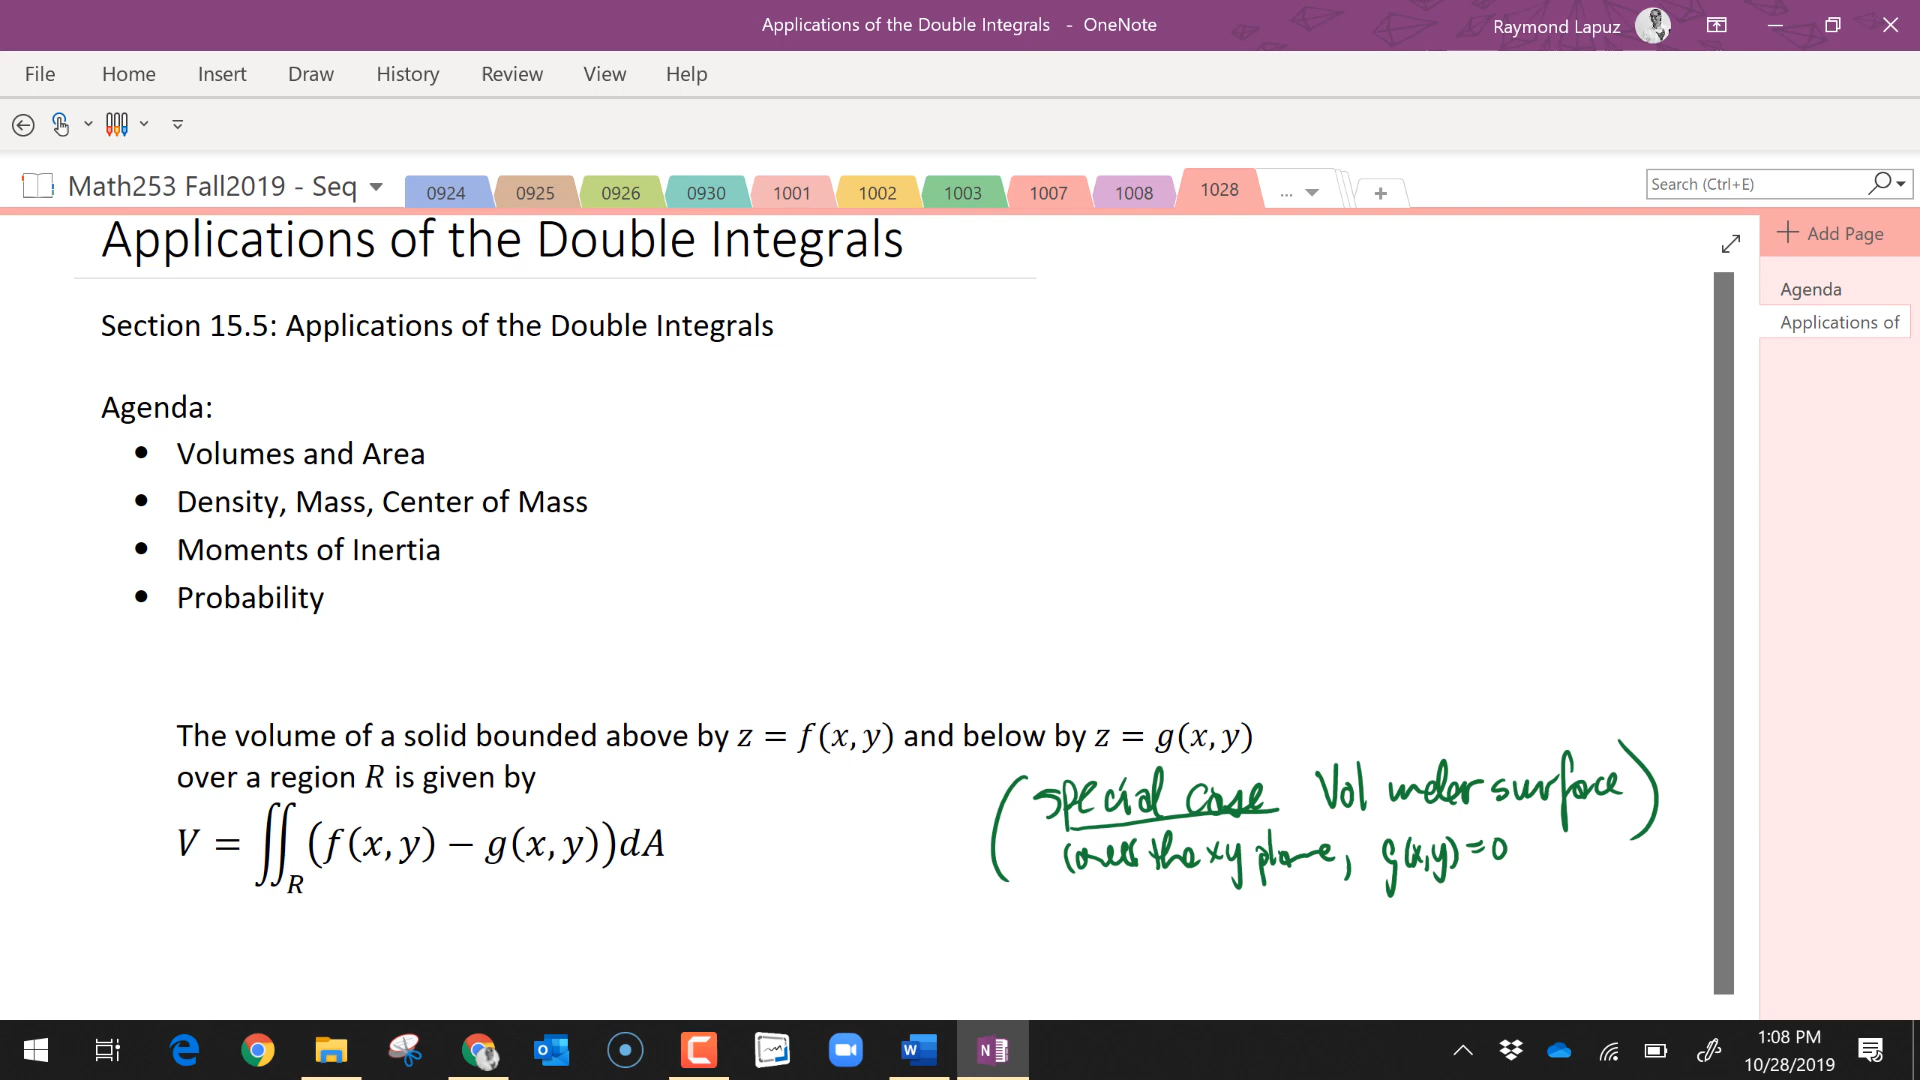 Applications of the Double Integrals - OneNote
Raymond Lapuz
File Home Insert Draw History Review View Help
Math253 Fall2019 - Seq
0924 0925 0926 0930 1001 1002 1003 1007 1008 1028 ... +
Search (Ctrl+E)
Applications of the Double Integrals
Add Page
Agenda
Applications of
Section 15.5: Applications of the Double Integrals
Agenda:
• Volumes and Area
• Density, Mass, Center of Mass
• Moments of Inertia
• Probability
The volume of a solid bounded above by z = f(x, y) and below by z = g(x, y)
over a region R is given by
V = ∬_R (f(x, y) − g(x, y))dA
(special case Vol under surface)
the xy plane, g(x,y)=0
1:08 PM
10/28/2019